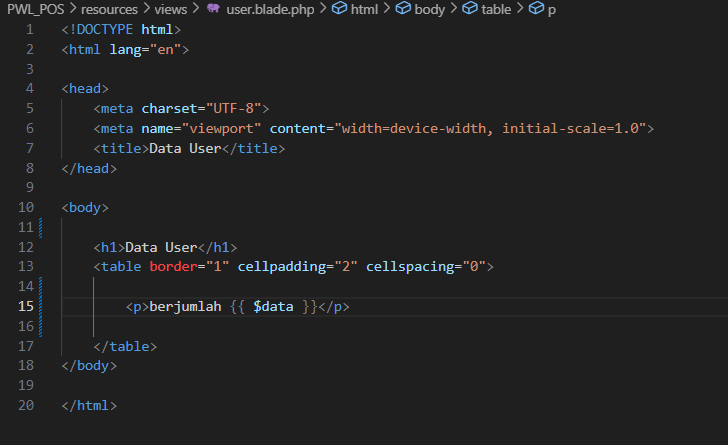 PWL_POS > resources > views > user.blade.php > html > body > table > p
1 <!DOCTYPE html>
2 <html lang="en">
3
4 <head>
5     <meta charset="UTF-8">
6     <meta name="viewport" content="width=device-width, initial-scale=1.0">
7     <title>Data User</title>
8 </head>
9
10 <body>
11
12     <h1>Data User</h1>
13     <table border="1" cellpadding="2" cellspacing="0">
14
15         <p>berjumlah {{ $data }}</p>
16
17     </table>
18 </body>
19
20 </html>